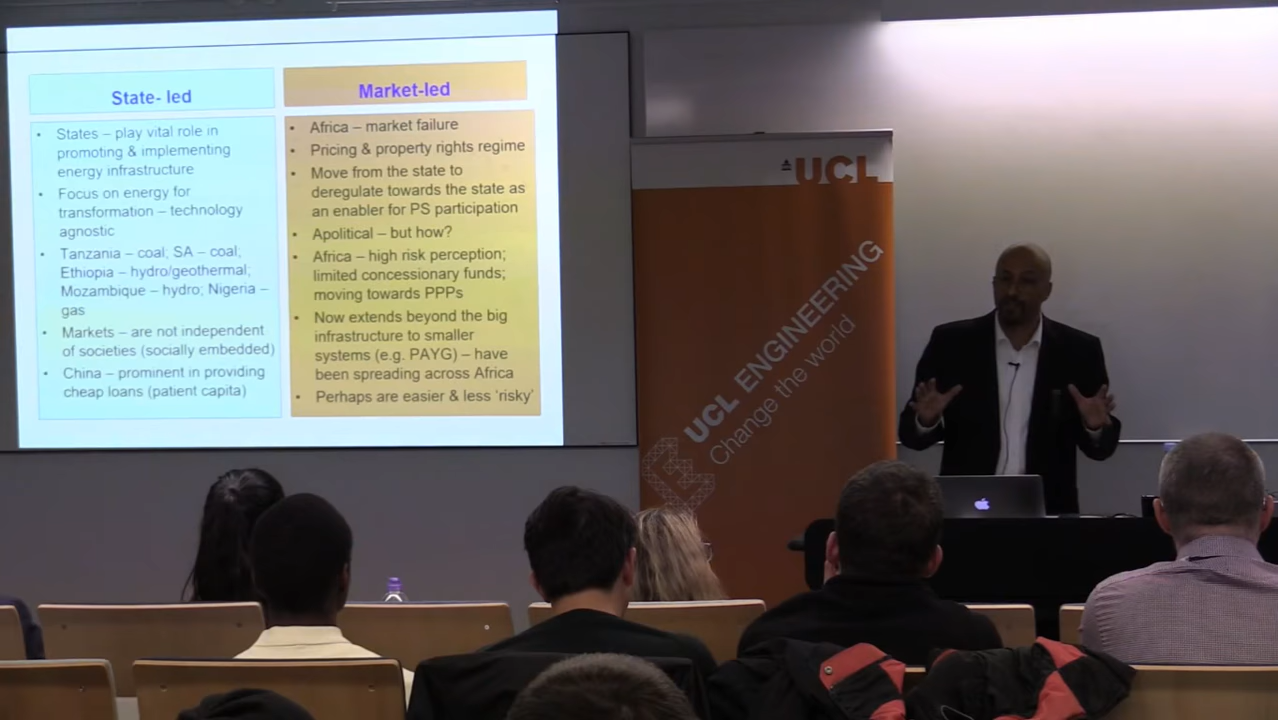 State- led
• States – play vital role in
promoting & implementing
energy infrastructure
• Focus on energy for
transformation – technology
agnostic
• Tanzania – coal; SA – coal;
Ethiopia – hydro/geothermal;
Mozambique – hydro; Nigeria –
gas
• Markets – are not independent
of societies (socially embedded)
• China – prominent in providing
cheap loans (patient capita)
Market-led
• Africa – market failure
• Pricing & property rights regime
• Move from the state to
deregulate towards the state as
an enabler for PS participation
• Apolitical – but how?
• Africa – high risk perception;
limited concessionary funds;
moving towards PPPs
• Now extends beyond the big
infrastructure to smaller
systems (e.g. PAYG) – have
been spreading across Africa
• Perhaps are easier & less ‘risky’
UCL
UCL ENGINEERING
Change the world